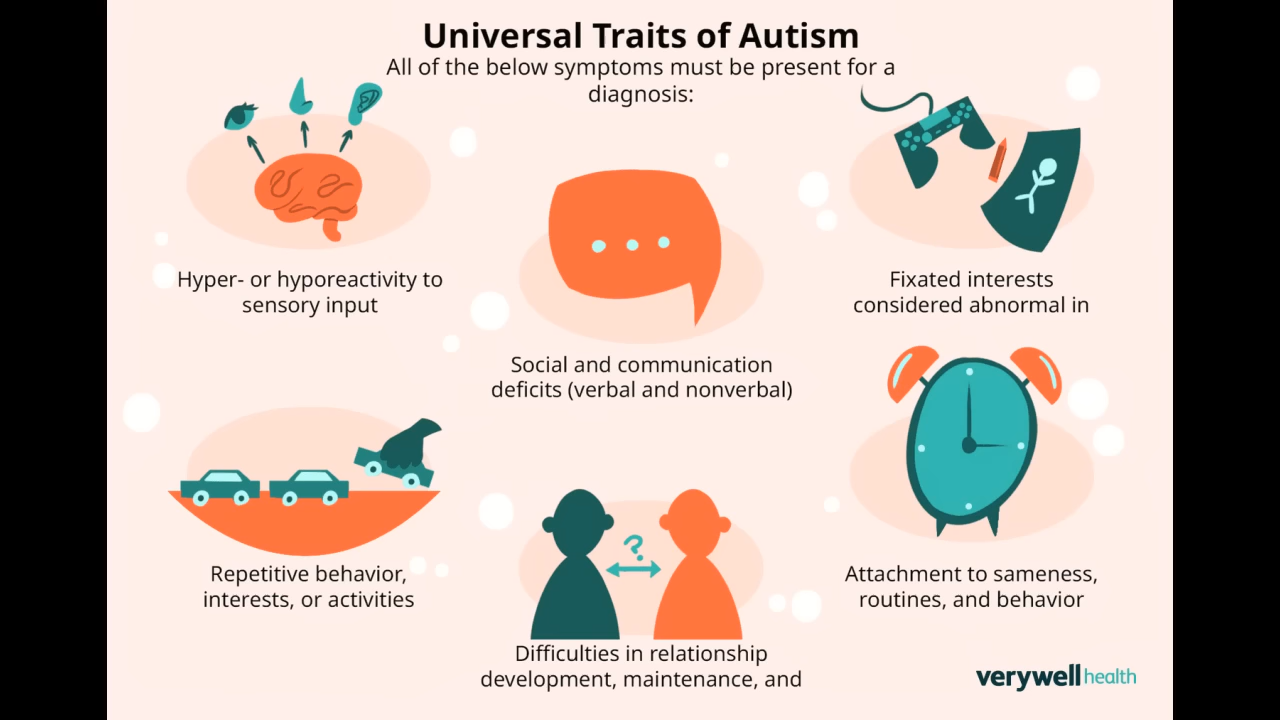 Universal Traits of Autism
All of the below symptoms must be present for a
diagnosis:
Hyper- or hyporeactivity to
sensory input
Social and communication
deficits (verbal and nonverbal)
Fixated interests
considered abnormal in
Repetitive behavior,
interests, or activities
Difficulties in relationship
development, maintenance, and
Attachment to sameness,
routines, and behavior
verywell health